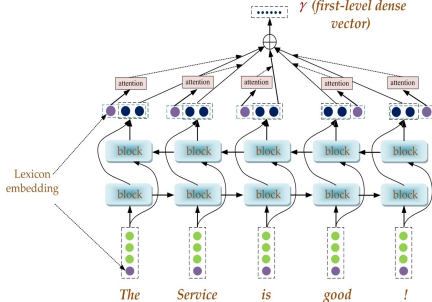 γ (first-level dense
vector)
attention attention attention attention attention
block block block block block
Lexicon
embedding
block block block block block
The Service is good !